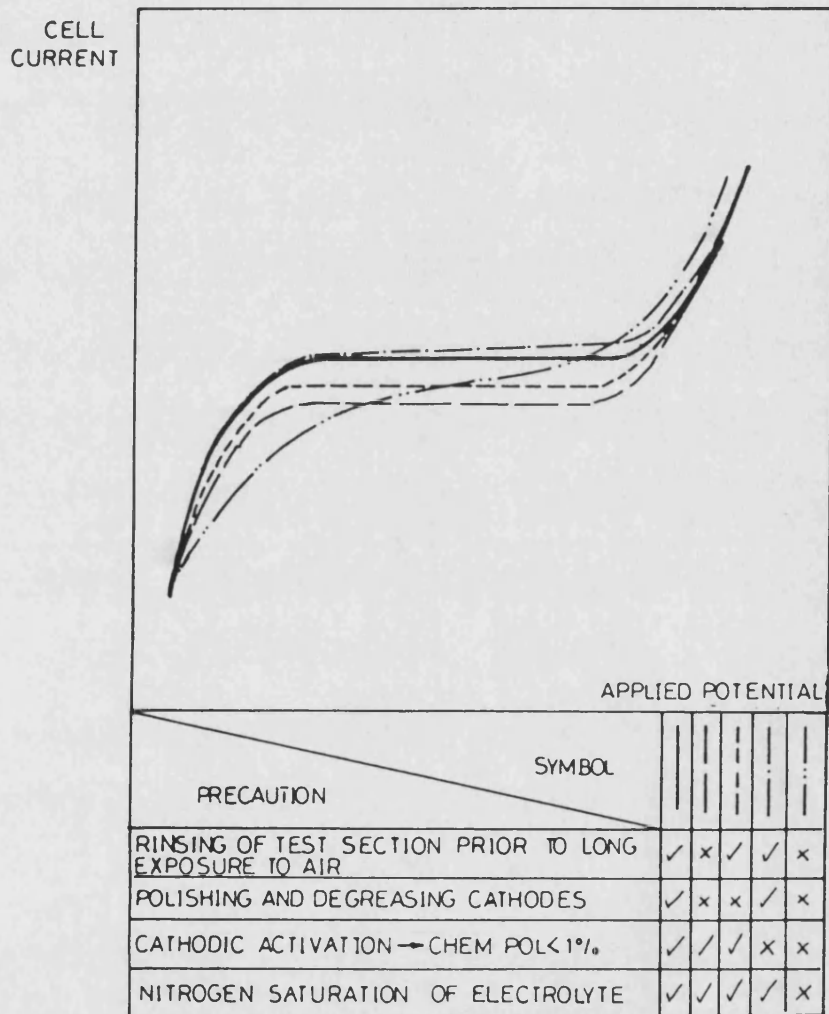 CELL
CURRENT
APPLIED POTENTIAL
SYMBOL
PRECAUTION
RINSING OF TEST SECTION PRIOR TO LONG ✓ × ✓ ✓ ×
EXPOSURE TO AIR
POLISHING AND DEGREASING CATHODES ✓ × × ✓ ×
CATHODIC ACTIVATION → CHEM POL < 1% ✓ ✓ ✓ × ×
NITROGEN SATURATION OF ELECTROLYTE ✓ ✓ ✓ ✓ ×